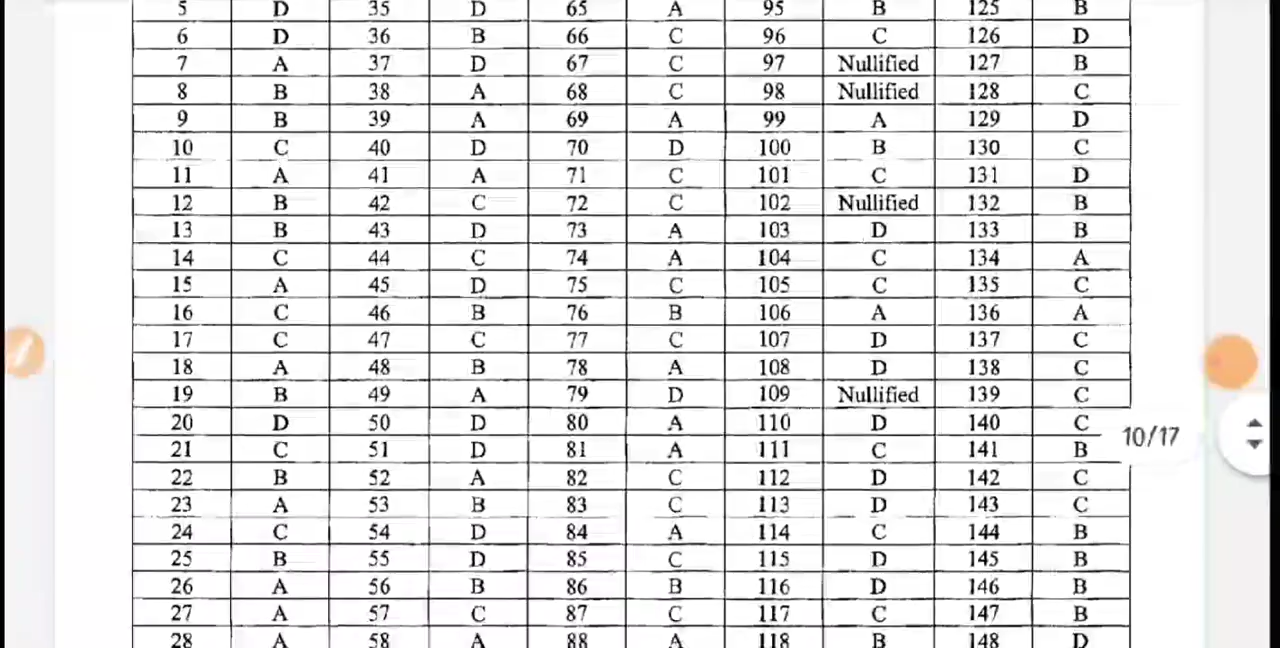 5 D 35 D 65 A 95 B 125 B
6 D 36 B 66 C 96 C 126 D
7 A 37 D 67 C 97 Nullified 127 B
8 B 38 A 68 C 98 Nullified 128 C
9 B 39 A 69 A 99 A 129 D
10 C 40 D 70 D 100 B 130 C
11 A 41 A 71 C 101 C 131 D
12 B 42 C 72 C 102 Nullified 132 B
13 B 43 D 73 A 103 D 133 B
14 C 44 C 74 A 104 C 134 A
15 A 45 D 75 C 105 C 135 C
16 C 46 B 76 B 106 A 136 A
17 C 47 C 77 C 107 D 137 C
18 A 48 B 78 A 108 D 138 C
19 B 49 A 79 D 109 Nullified 139 C
20 D 50 D 80 A 110 D 140 C
10/17
21 C 51 D 81 A 111 C 141 B
22 B 52 A 82 C 112 D 142 C
23 A 53 B 83 C 113 D 143 C
24 C 54 D 84 A 114 C 144 B
25 B 55 D 85 C 115 D 145 B
26 A 56 B 86 B 116 D 146 B
27 A 57 C 87 C 117 C 147 B
28 A 58 A 88 A 118 B 148 D